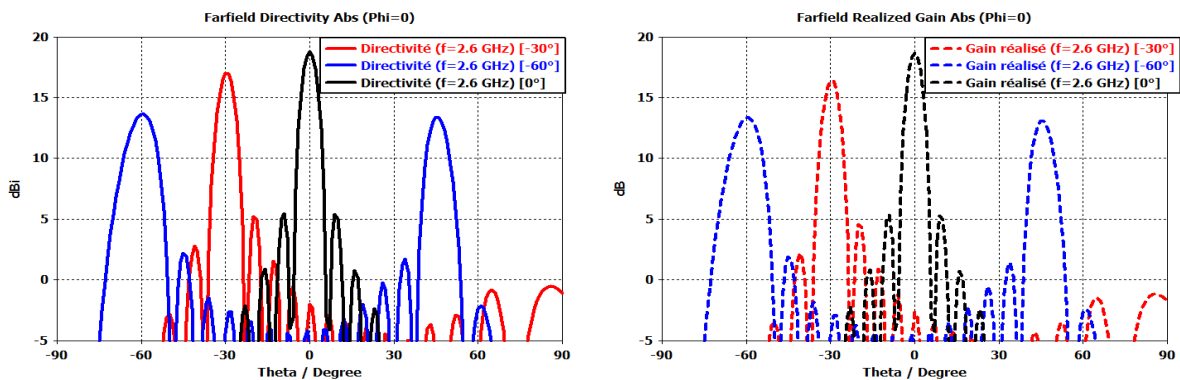 Farfield Directivity Abs (Phi=0)
20
15
10
5
0
-5
dBi
Directivité (f=2.6 GHz) [-30°]
Directivité (f=2.6 GHz) [-60°]
Directivité (f=2.6 GHz) [0°]
-90
-60
-30
0
30
60
90
Theta / Degree
Farfield Realized Gain Abs (Phi=0)
20
15
10
5
0
-5
dB
Gain réalisé (f=2.6 GHz) [-30°]
Gain réalisé (f=2.6 GHz) [-60°]
Gain réalisé (f=2.6 GHz) [0°]
-90
-60
-30
0
30
60
90
Theta / Degree